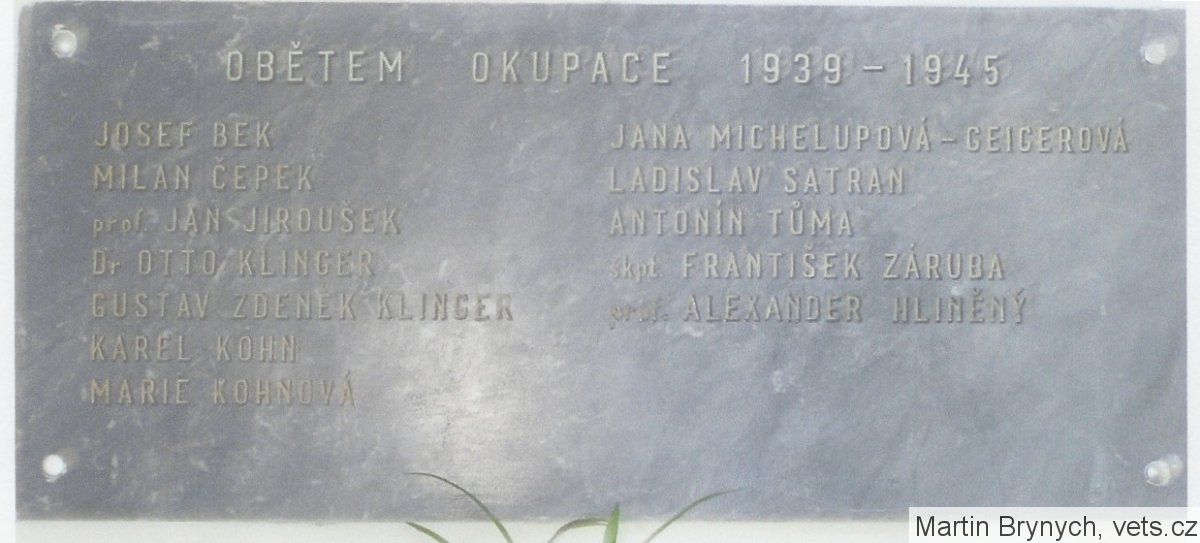 OBĚTEM OKUPACE 1939 – 1945
JOSEF BEK
MILAN ČEPEK
prof. JAN JIROUŠEK
Dr OTTO KLINGER
GUSTAV ZDENĚK KLINGER
KAREL KOHN
MARIE KOHNOVÁ
JANA MICHELUPOVÁ – GEIGEROVÁ
LADISLAV SATRAN
ANTONÍN TŮMA
škpt. FRANTIŠEK ZÁRUBA
prof. ALEXANDER HLINĚNÝ
Martin Brynych, vets.cz